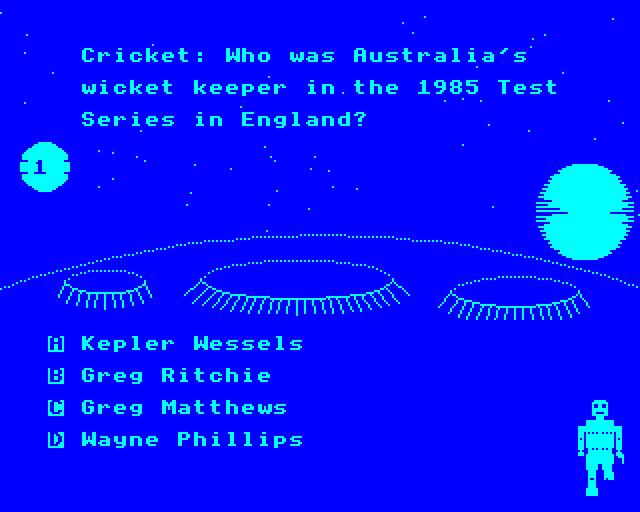 Cricket: Who was Australia's
wicket keeper in the 1985 Test
Series in England?
1
A Kepler Wessels
B Greg Ritchie
C Greg Matthews
D Wayne Phillips